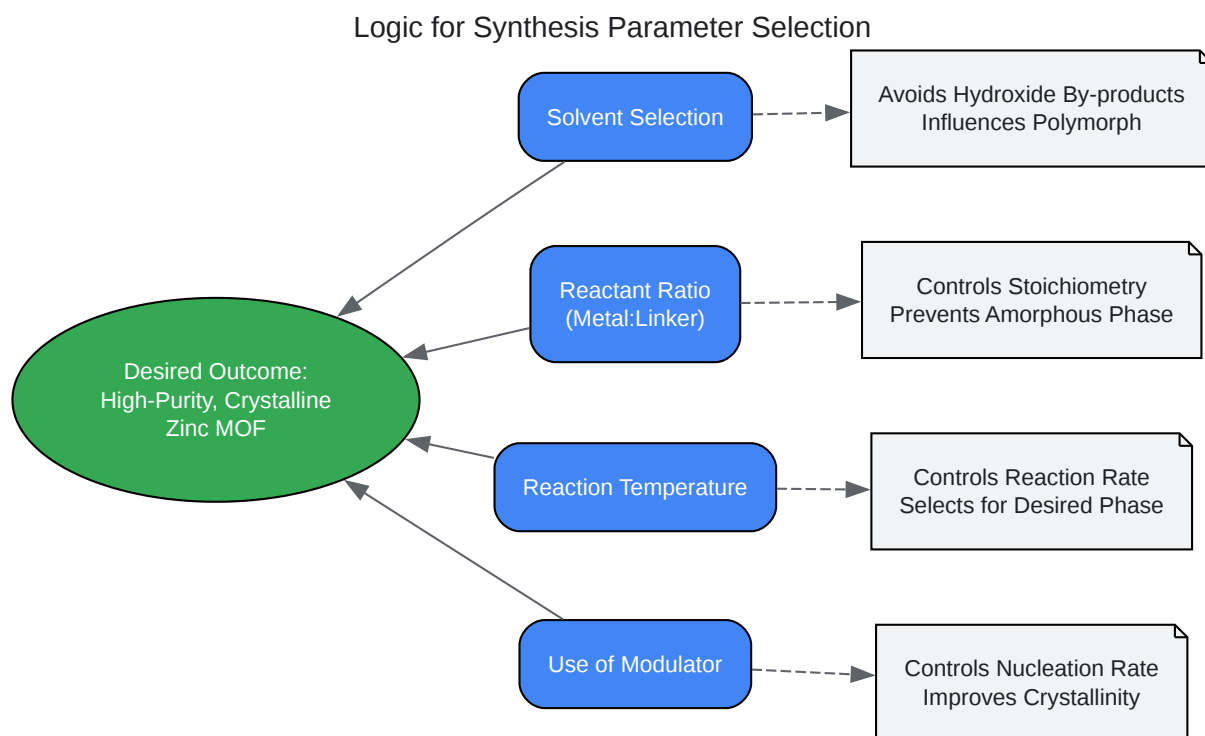 Logic for Synthesis Parameter Selection
Solvent Selection
Avoids Hydroxide By-products
Influences Polymorph
Reactant Ratio
(Metal:Linker)
Controls Stoichiometry
Prevents Amorphous Phase
Desired Outcome:
High-Purity, Crystalline
Zinc MOF
Reaction Temperature
Controls Reaction Rate
Selects for Desired Phase
Use of Modulator
Controls Nucleation Rate
Improves Crystallinity